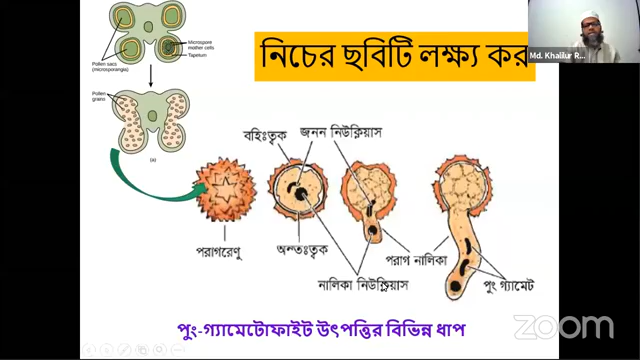 নিচের ছবিটি লক্ষ্য কর
Md. Khalilur R...
Microspore
mother cells
Tapetum
Pollen sacs
(microsporangia)
Pollen
grains
(a)
বহিঃত্বক
জনন নিউক্লিয়াস
পরাগরেণু
অন্তঃত্বক
পরাগ নালিকা
নালিকা নিউক্লিয়াস
পুং গ্যামেট
পুং-গ্যামেটোফাইট উৎপত্তির বিভিন্ন ধাপ
zoom